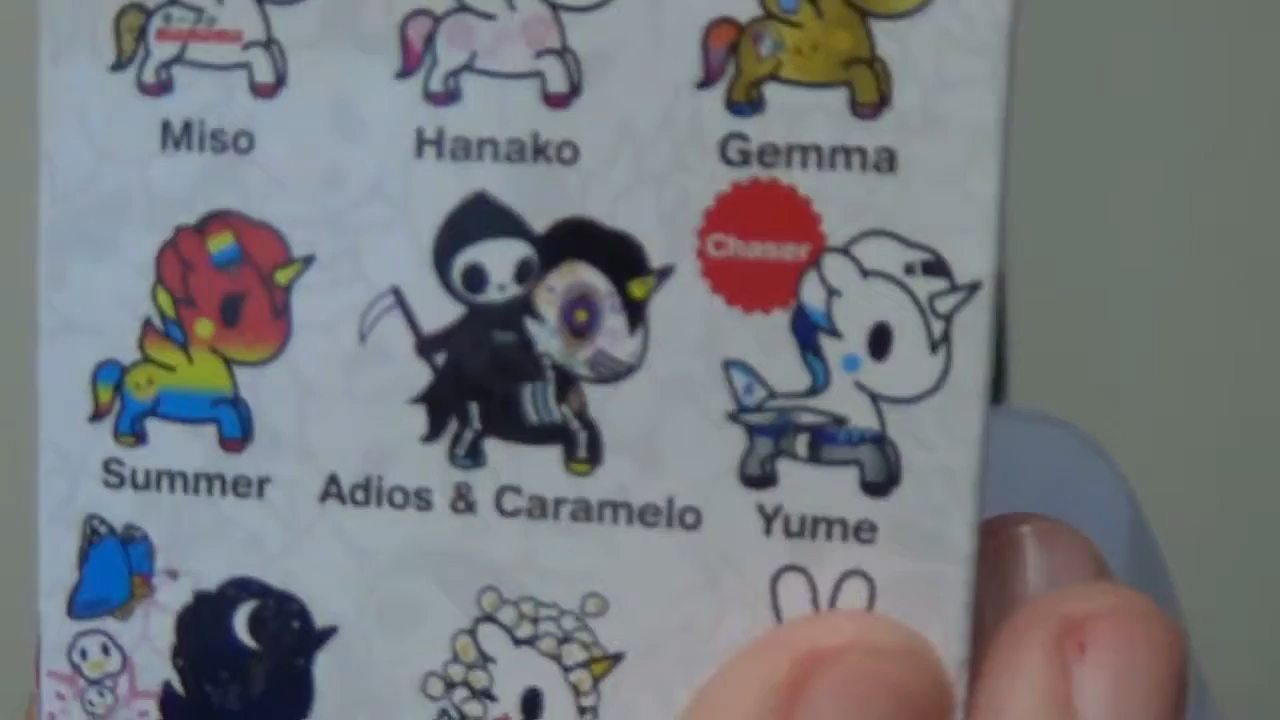 Miso
Hanako
Gemma
Chaser
Summer
Adios & Caramelo
Yume